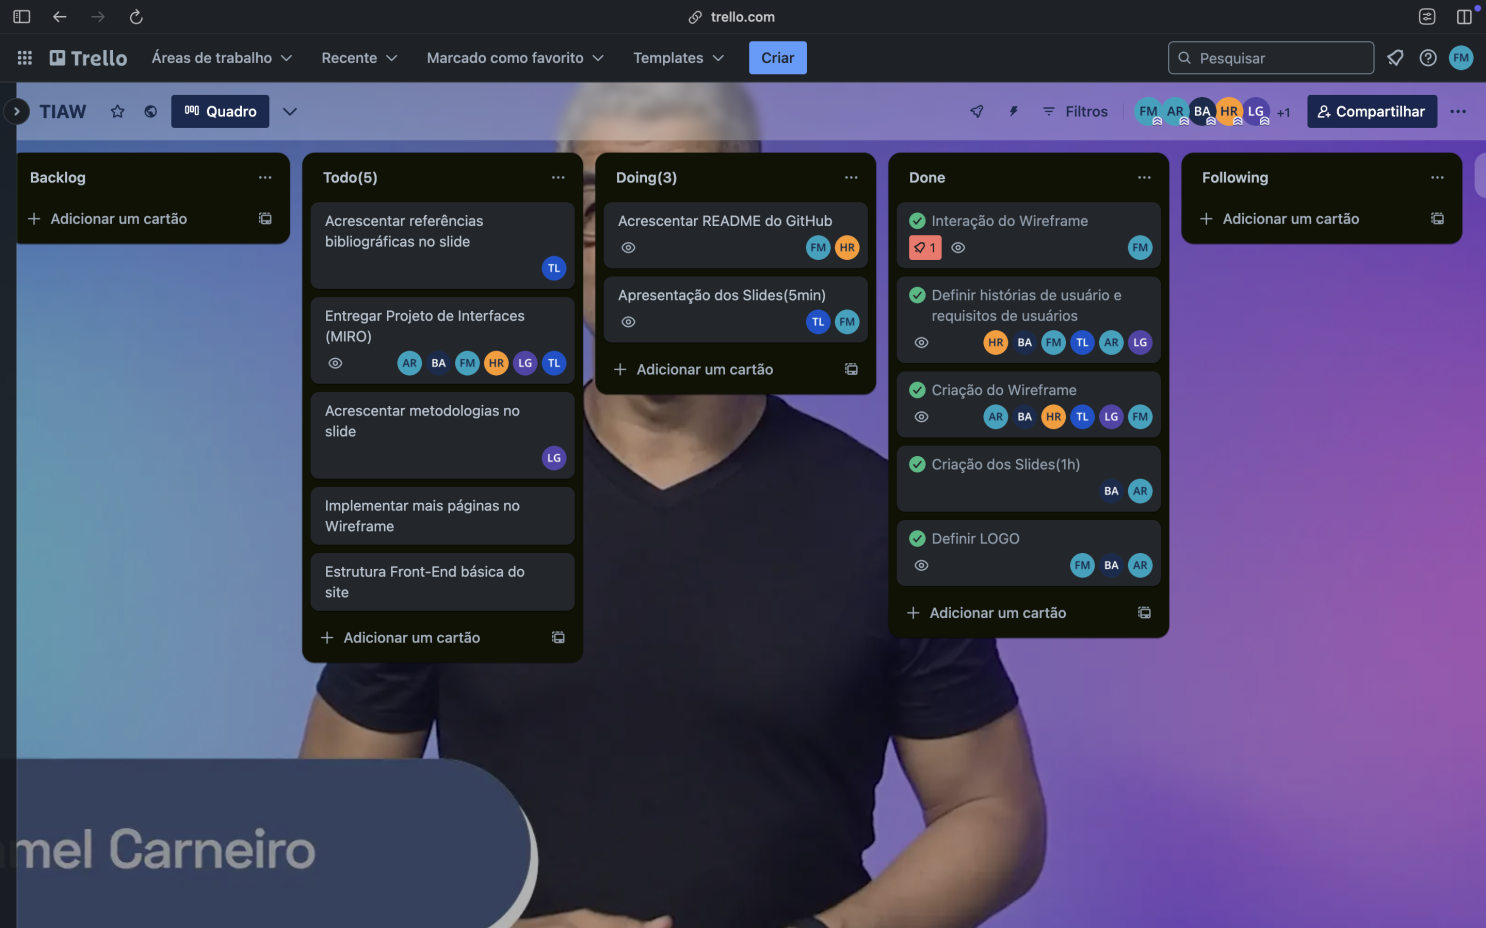 trello.com
Trello
Áreas de trabalho
Recente
Marcado como favorito
Templates
Criar
Pesquisar
FM
TIAW
Quadro
Filtros
FM
AR
BA
HR
LG
+1
Compartilhar
Backlog
Adicionar um cartão
Todo(5)
Acrescentar referências
bibliográficas no slide
TL
Entregar Projeto de Interfaces
(MIRO)
AR
BA
FM
HR
LG
TL
Acrescentar metodologias no
slide
LG
Implementar mais páginas no
Wireframe
Estrutura Front-End básica do
site
Adicionar um cartão
Doing(3)
Acrescentar README do GitHub
FM
HR
Apresentação dos Slides(5min)
TL
FM
Adicionar um cartão
Done
Interação do Wireframe
1
FM
Definir histórias de usuário e
requisitos de usuários
HR
BA
FM
TL
AR
LG
Criação do Wireframe
AR
BA
HR
TL
LG
FM
Criação dos Slides(1h)
BA
AR
Definir LOGO
FM
BA
AR
Adicionar um cartão
Following
Adicionar um cartão
mel Carneiro